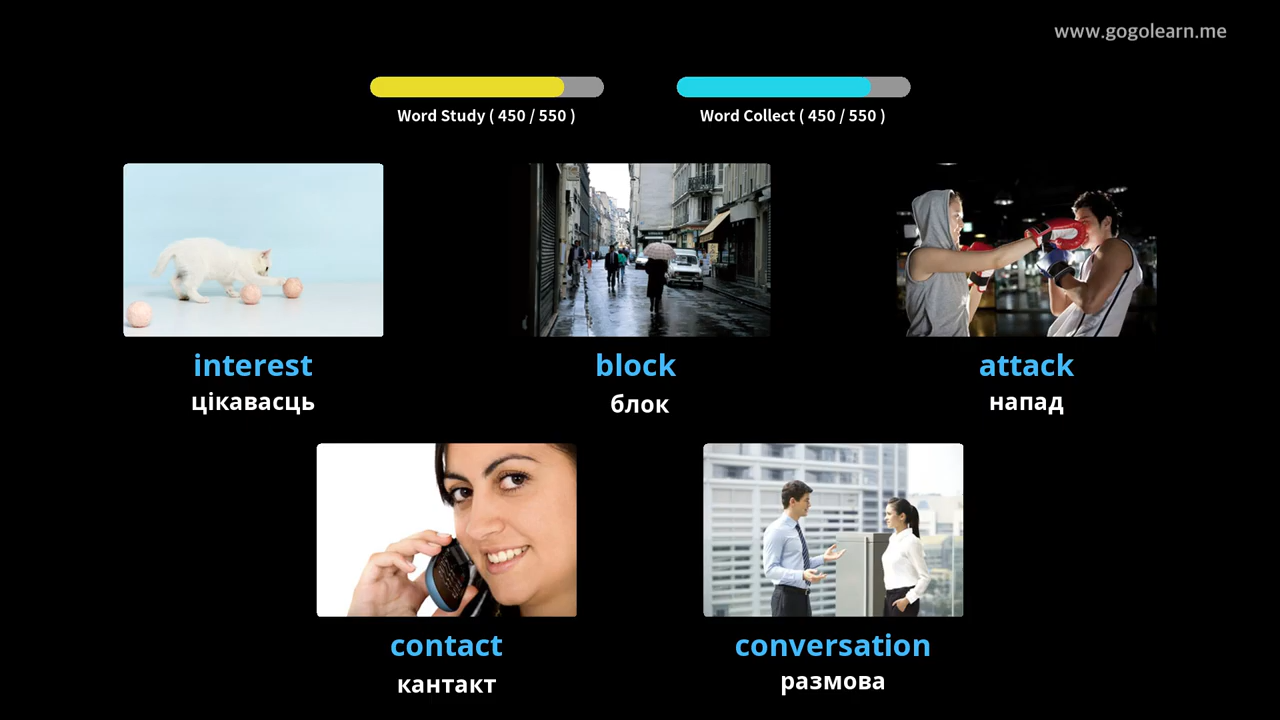 www.gogolearn.me
Word Study ( 450 / 550 )
Word Collect ( 450 / 550 )
interest
цікавасць
block
блок
attack
напад
contact
кантакт
conversation
размова